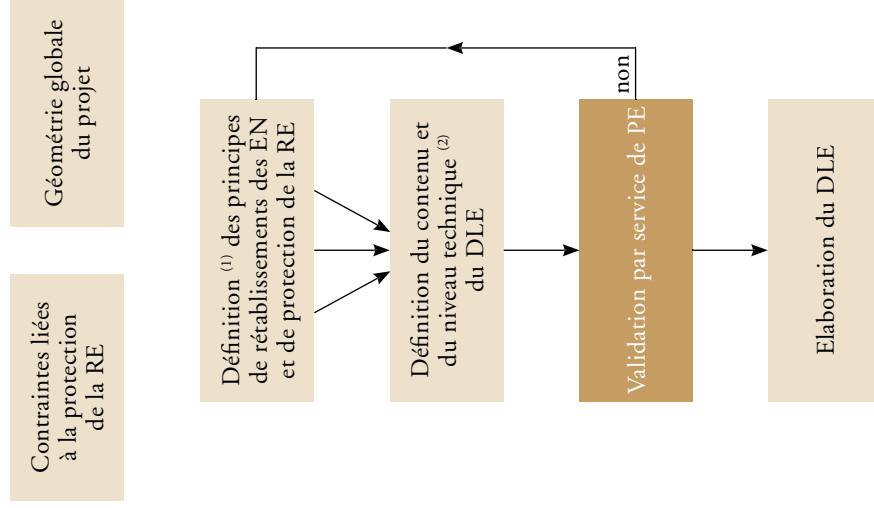 Contraintes liées
à la protection
de la RE
Géométrie globale
du projet
Définition (1) des principes
de rétablissements des EN
et de protection de la RE
Définition du contenu et
du niveau technique (2)
du DLE
Validation par service de PE
non
Elaboration du DLE